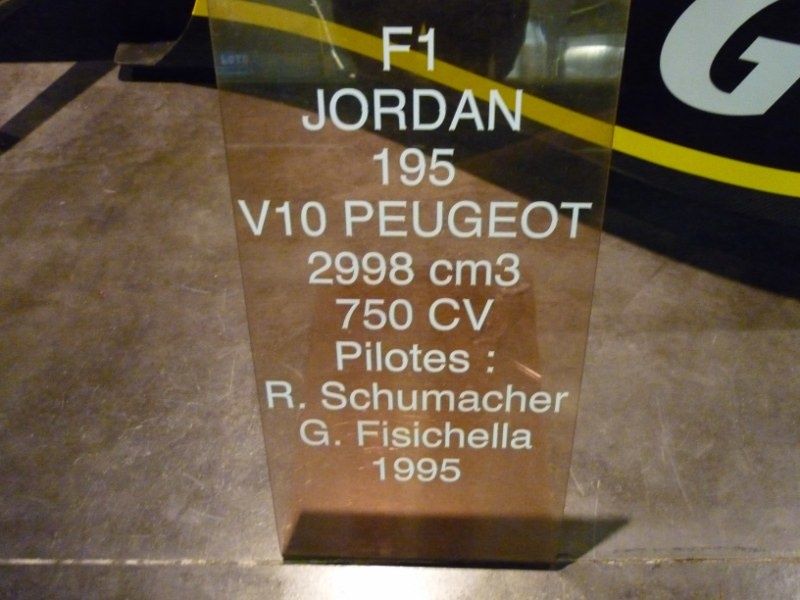 F1
JORDAN
195
V10 PEUGEOT
2998 cm3
750 CV
Pilotes :
R. Schumacher
G. Fisichella
1995
G